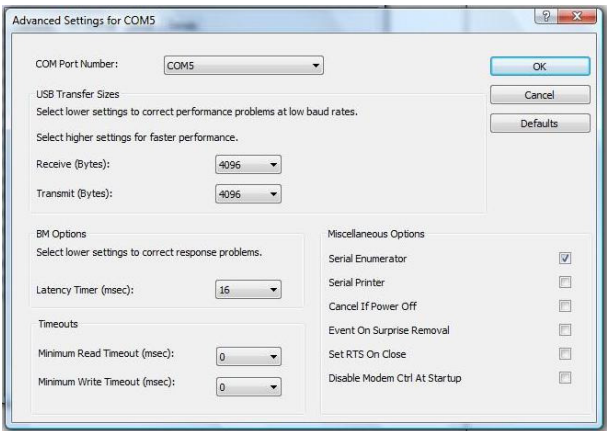 Advanced Settings for COM5
COM Port Number:
COM5
OK
USB Transfer Sizes
Cancel
Select lower settings to correct performance problems at low baud rates.
Defaults
Select higher settings for faster performance.
Receive (Bytes):
4096
Transmit (Bytes):
4096
BM Options
Select lower settings to correct response problems.
Latency Timer (msec):
16
Timeouts
Minimum Read Timeout (msec):
0
Minimum Write Timeout (msec):
0
Miscellaneous Options
Serial Enumerator
Serial Printer
Cancel If Power Off
Event On Surprise Removal
Set RTS On Close
Disable Modem Ctrl At Startup